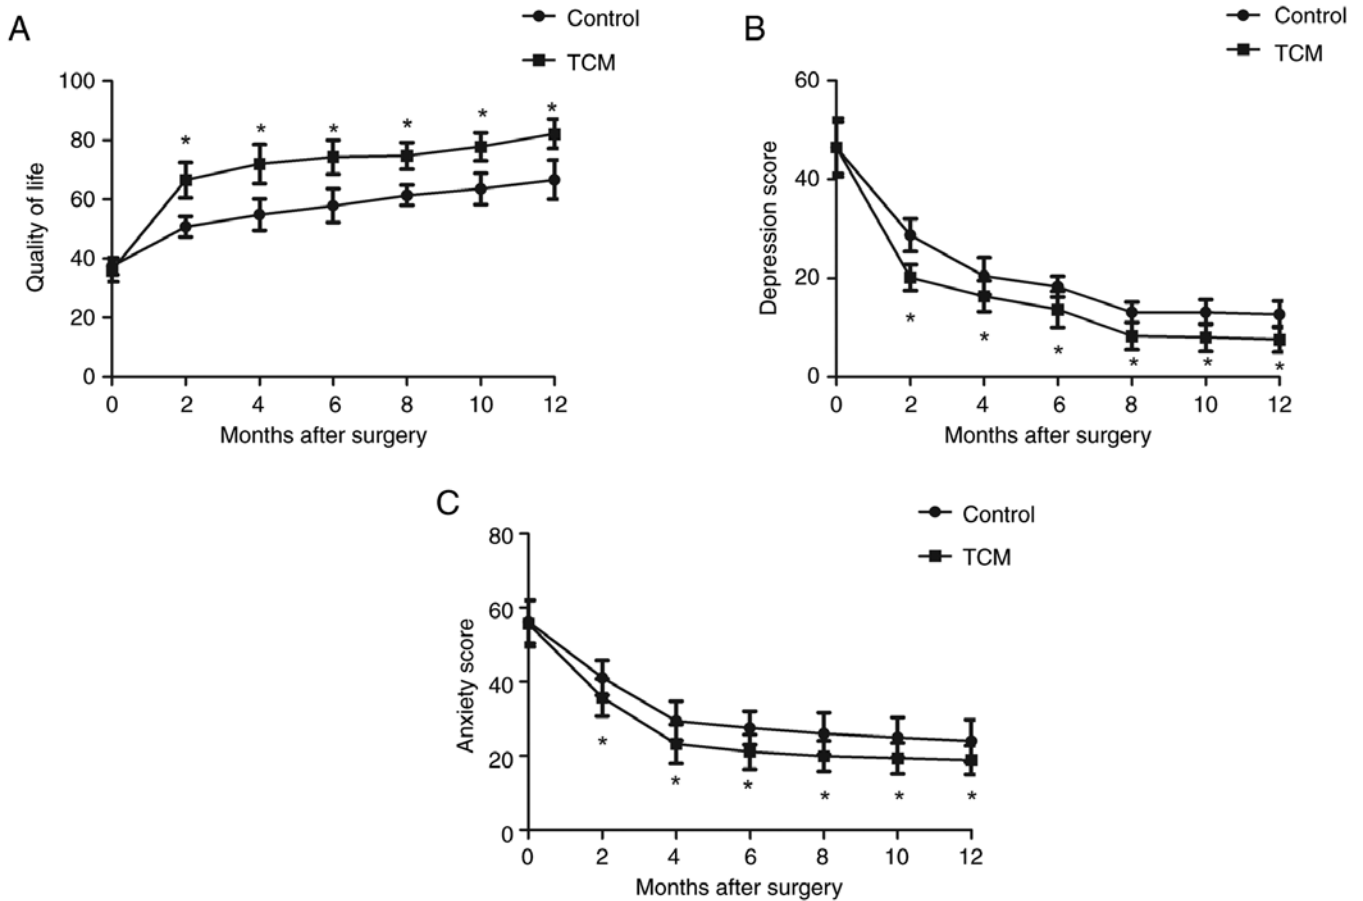 A
Control
TCM
Quality of life
100
80
60
40
20
0
* * * * * *
0 2 4 6 8 10 12
Months after surgery
B
Control
TCM
Depression score
60
40
20
0
* * * * * *
0 2 4 6 8 10 12
Months after surgery
C
Control
TCM
Anxiety score
80
60
40
20
0
* * * * * *
0 2 4 6 8 10 12
Months after surgery